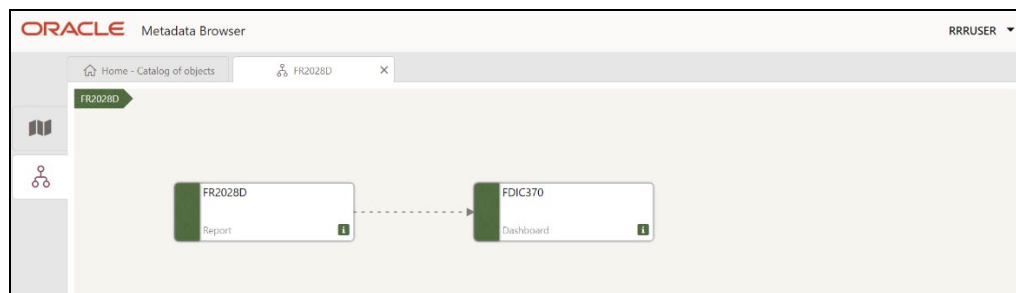 ORACLE Metadata Browser RRRUSER
Home - Catalog of objects FR2028D
FR2028D
FR2028D FDIC370
Report i Dashboard i